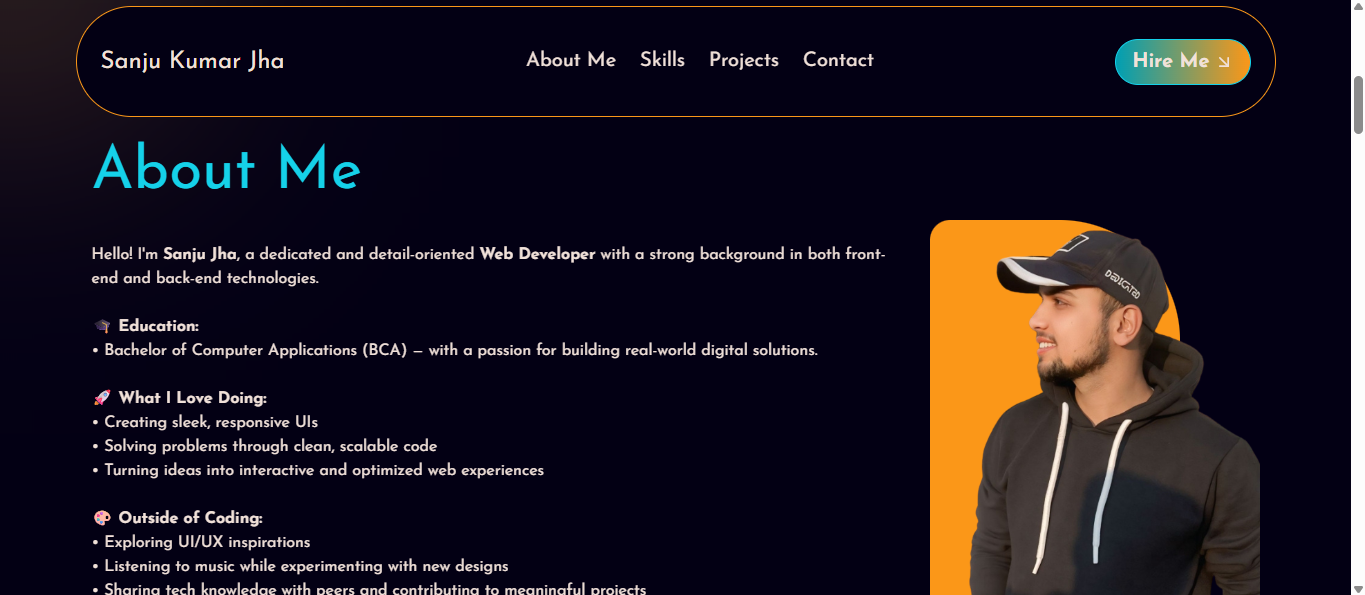 Sanju Kumar Jha
About Me Skills Projects Contact
Hire Me
About Me
Hello! I'm Sanju Jha, a dedicated and detail-oriented Web Developer with a strong background in both front-
end and back-end technologies.
🎓 Education:
• Bachelor of Computer Applications (BCA) – with a passion for building real-world digital solutions.
🚀 What I Love Doing:
• Creating sleek, responsive UIs
• Solving problems through clean, scalable code
• Turning ideas into interactive and optimized web experiences
🎨 Outside of Coding:
• Exploring UI/UX inspirations
• Listening to music while experimenting with new designs
• Sharing tech knowledge with peers and contributing to meaningful projects